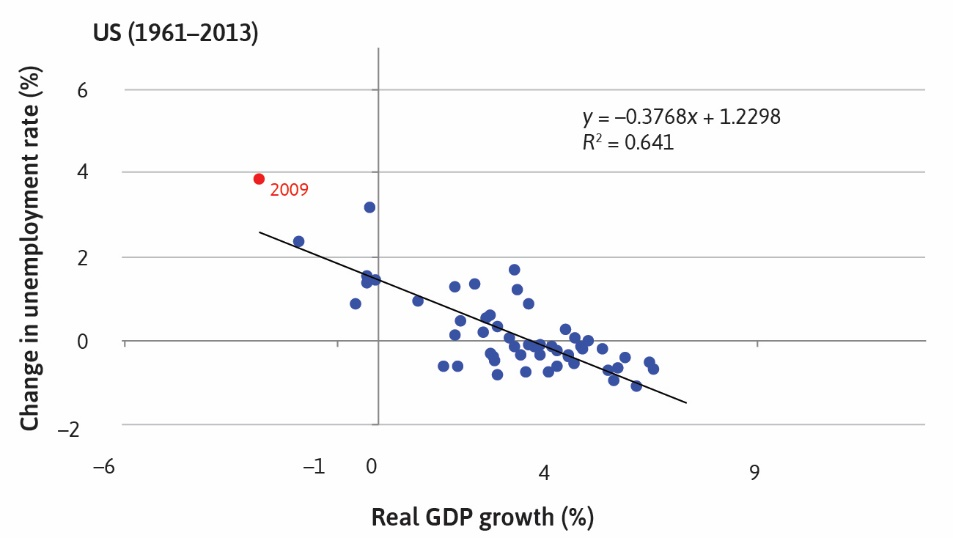 US (1961–2013)
Change in unemployment rate (%)
6
4
2
0
–2
y = –0.3768x + 1.2298
R² = 0.641
2009
–6
–1
0
4
9
Real GDP growth (%)